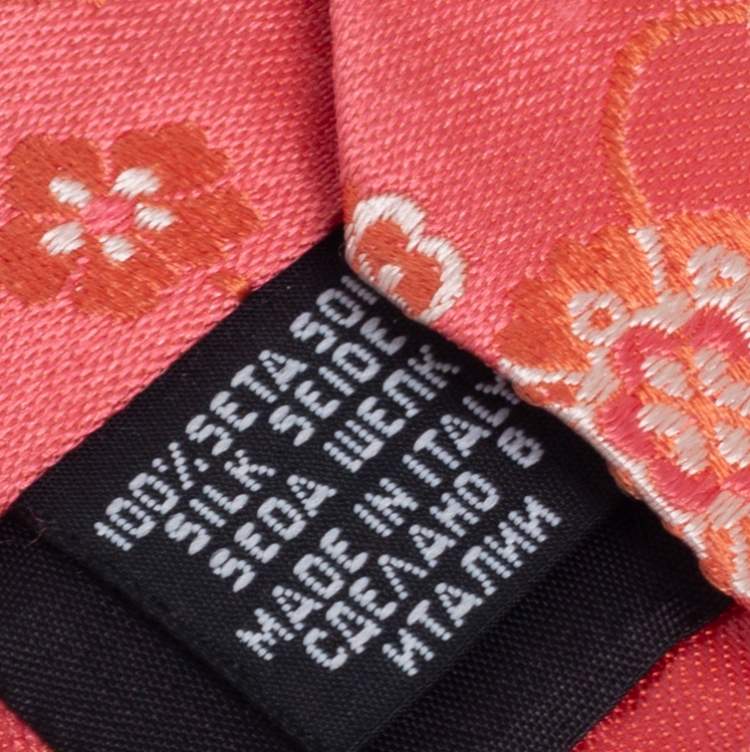 100% SETA SOI
SILK SEIDE
SEDA ШЕЛК
MADE IN ITALY
СДЕЛАНО В
ИТАЛИИ